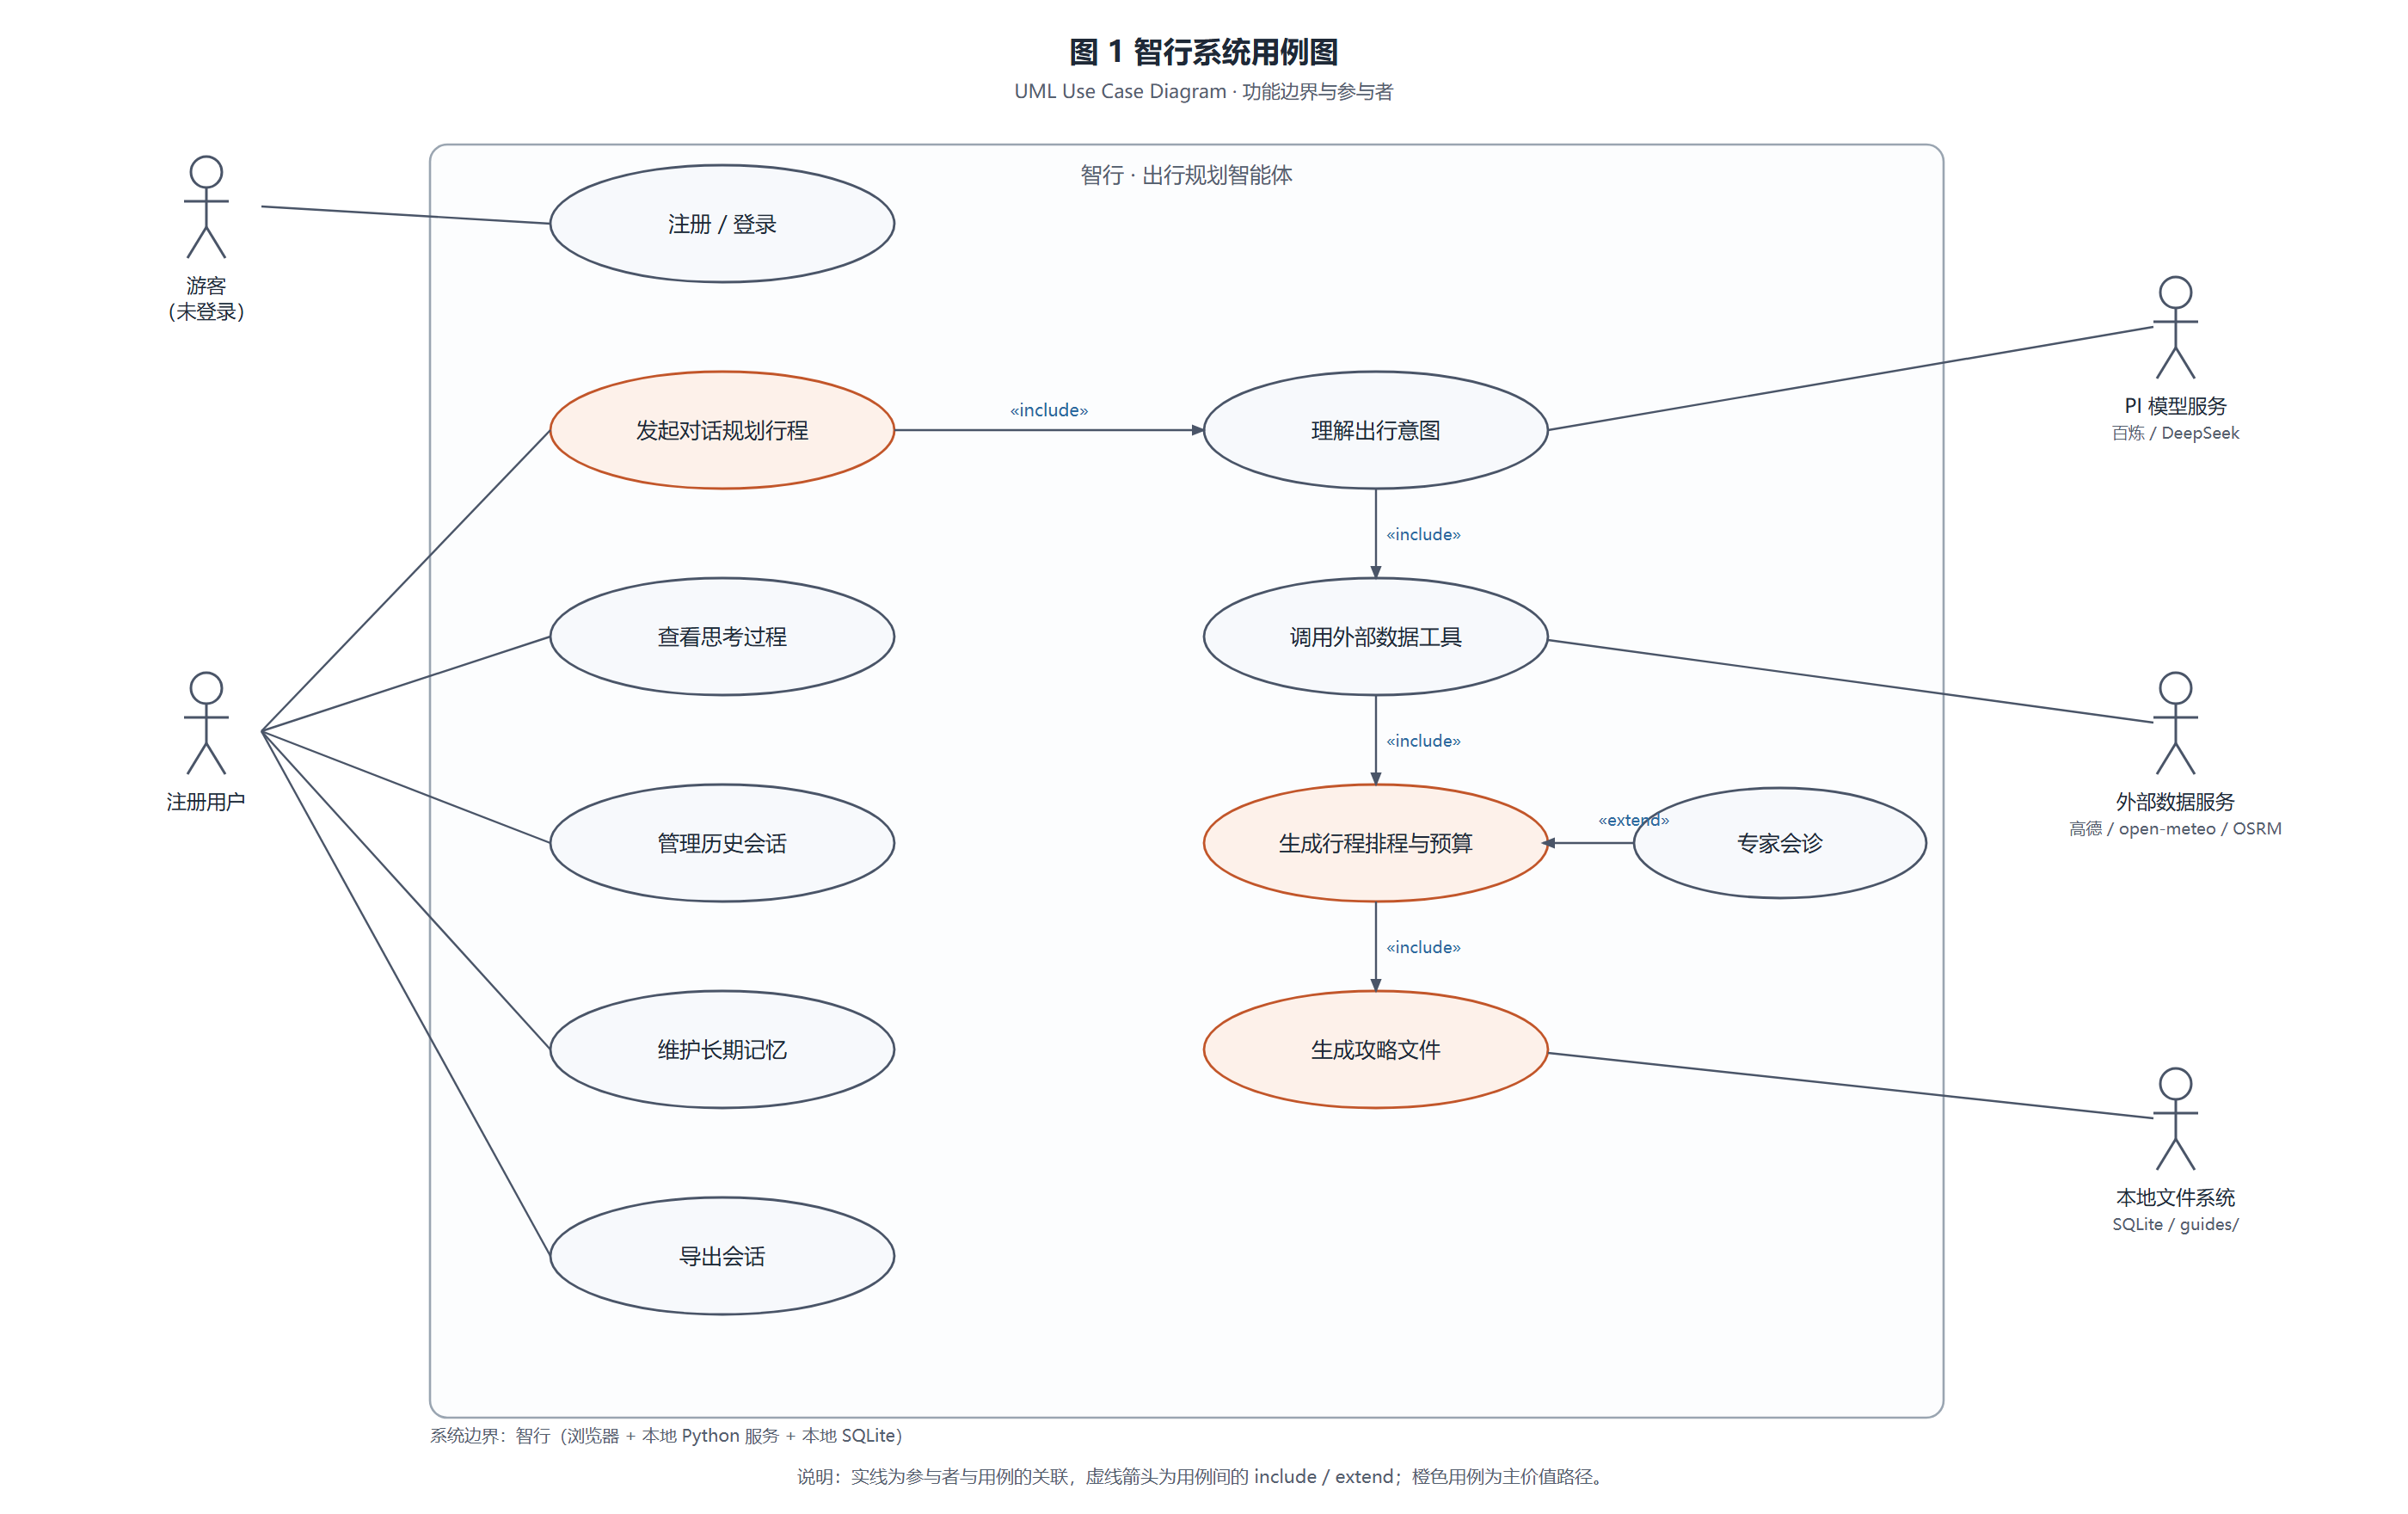 图 1 智行系统用例图
UML Use Case Diagram · 功能边界与参与者
智行 · 出行规划智能体
注册 / 登录
游客
（未登录）
PI 模型服务
百炼 / DeepSeek
发起对话规划行程
«include»
理解出行意图
«include»
查看思考过程
调用外部数据工具
«include»
注册用户
外部数据服务
高德 / open-meteo / OSRM
管理历史会话
生成行程排程与预算
«extend»
专家会诊
«include»
维护长期记忆
生成攻略文件
本地文件系统
SQLite / guides/
导出会话
系统边界：智行（浏览器 + 本地 Python 服务 + 本地 SQLite）
说明：实线为参与者与用例的关联，虚线箭头为用例间的 include / extend；橙色用例为主价值路径。